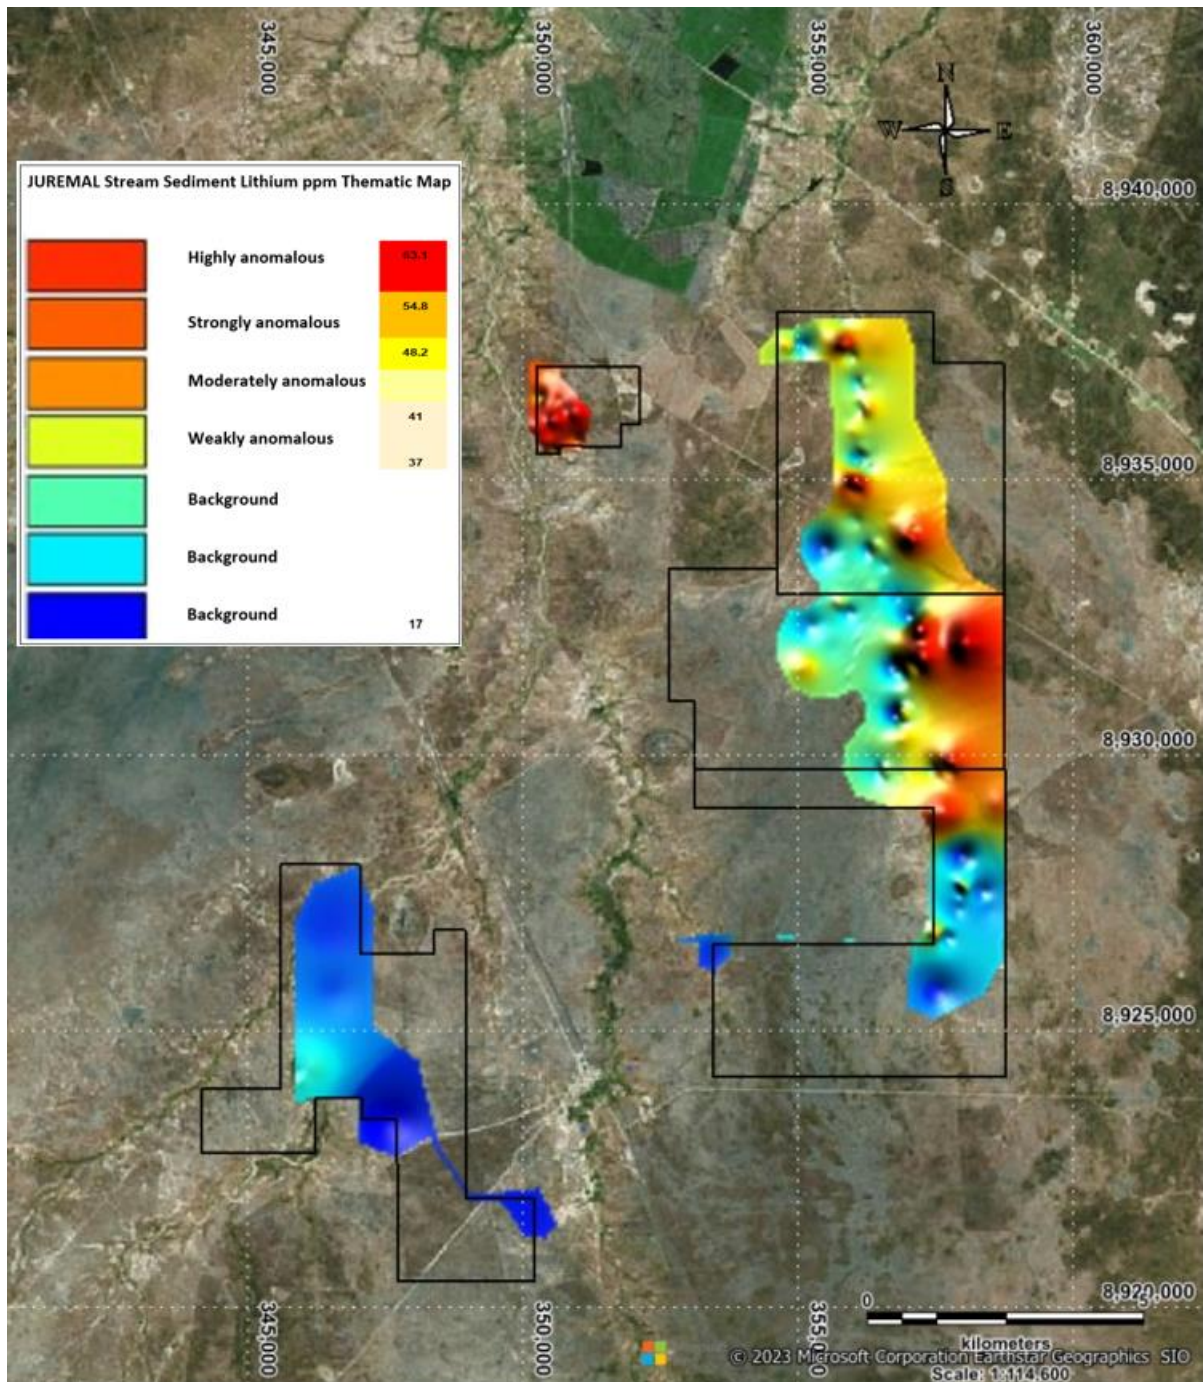 345,000
350,000
355,000
360,000
N
W E
S
JUREMAL Stream Sediment Lithium ppm Thematic Map
Highly anomalous
63.1
Strongly anomalous
54.8
48.2
Moderately anomalous
Weakly anomalous
41
37
Background
Background
Background
17
8,940,000
8,935,000
8,930,000
8,925,000
8,920,000
345,000
350,000
355,000
0 5
kilometers
© 2023 Microsoft Corporation Earthstar Geographics SIO
Scale: 1:114,600